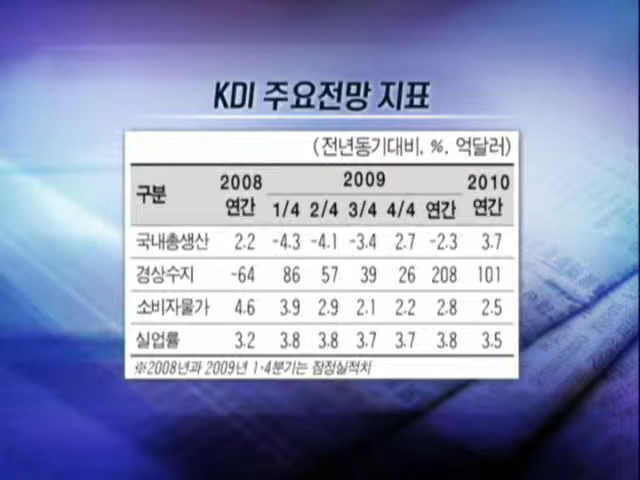 KDI 주요전망 지표
(전년동기대비, %, 억달러)
구분 2008 연간 2009 1/4 2/4 3/4 4/4 연간 2010 연간
국내총생산 2.2 -4.3 -4.1 -3.4 2.7 -2.3 3.7
경상수지 -64 86 57 39 26 208 101
소비자물가 4.6 3.9 2.9 2.1 2.2 2.8 2.5
실업률 3.2 3.8 3.8 3.7 3.7 3.8 3.5
※2008년과 2009년 1·4분기는 잠정실적치